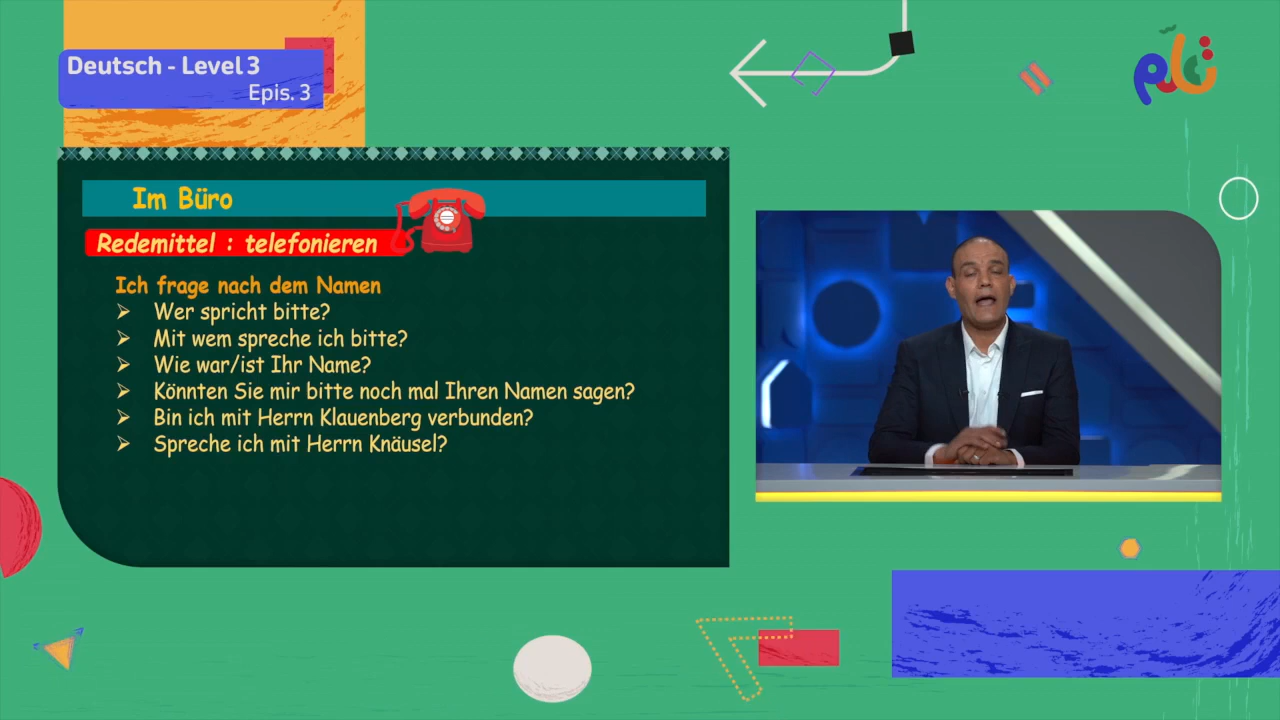 Deutsch - Level 3
Epis. 3
Im Büro
Redemittel : telefonieren
Ich frage nach dem Namen
➢ Wer spricht bitte?
➢ Mit wem spreche ich bitte?
➢ Wie war/ist Ihr Name?
➢ Könnten Sie mir bitte noch mal Ihren Namen sagen?
➢ Bin ich mit Herrn Klauenberg verbunden?
➢ Spreche ich mit Herrn Knäusel?